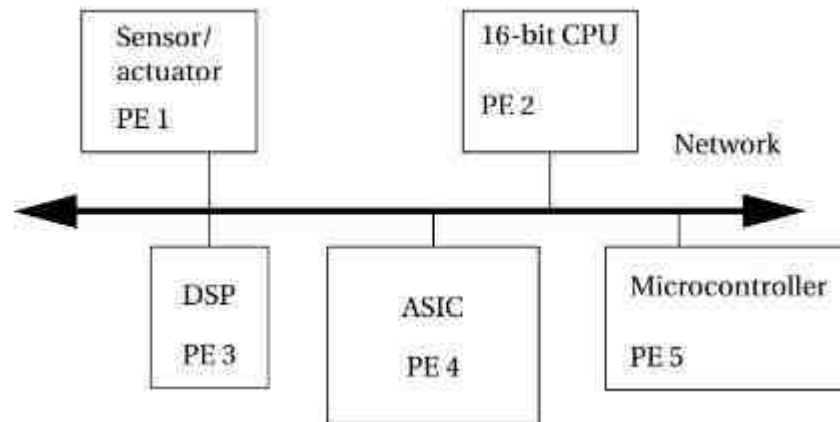 Sensor/
actuator
PE 1
16-bit CPU
PE 2
Network
DSP
PE 3
ASIC
PE 4
Microcontroller
PE 5